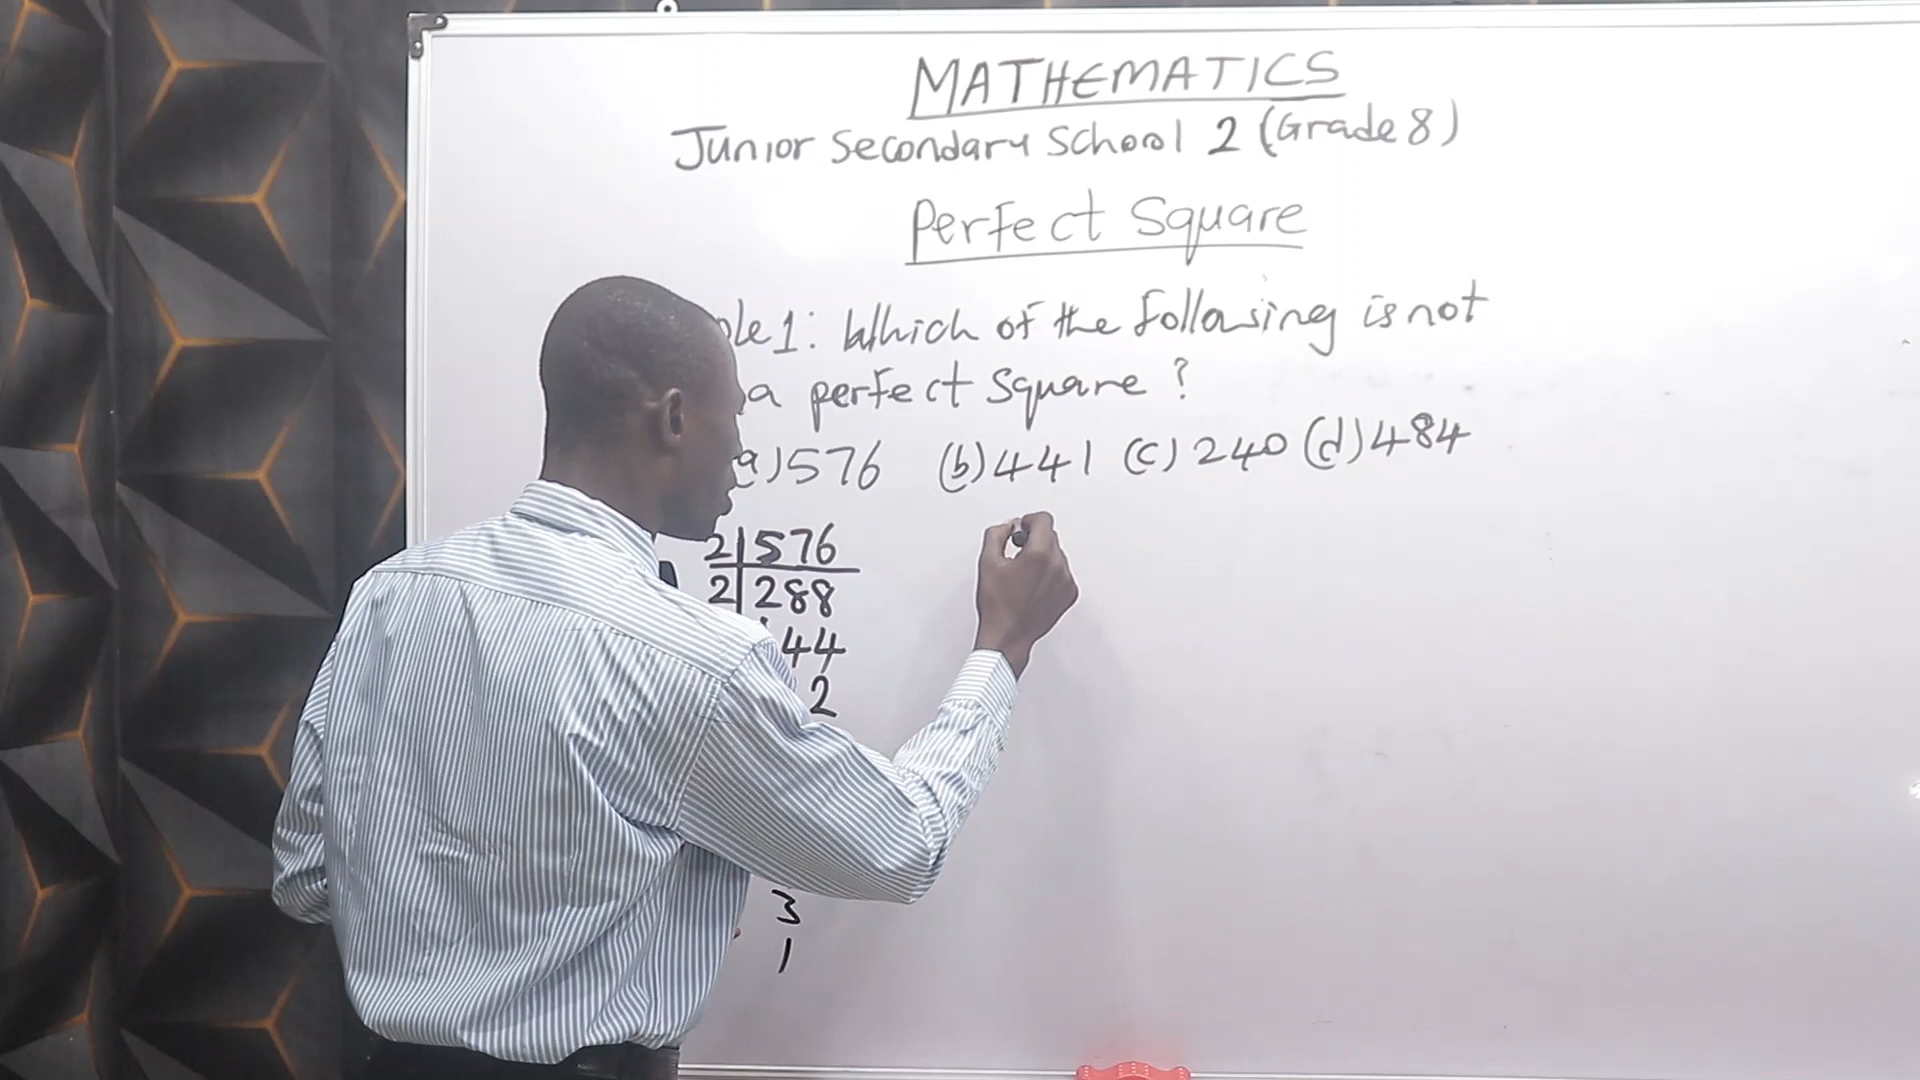 MATHEMATICS
Junior Secondary School 2 (Grade 8)
Perfect Square
1: Which of the following is not
a perfect Square ?
a) 576 (b) 441 (c) 240 (d) 484
2 | 576
2 | 288
44
2
3
1